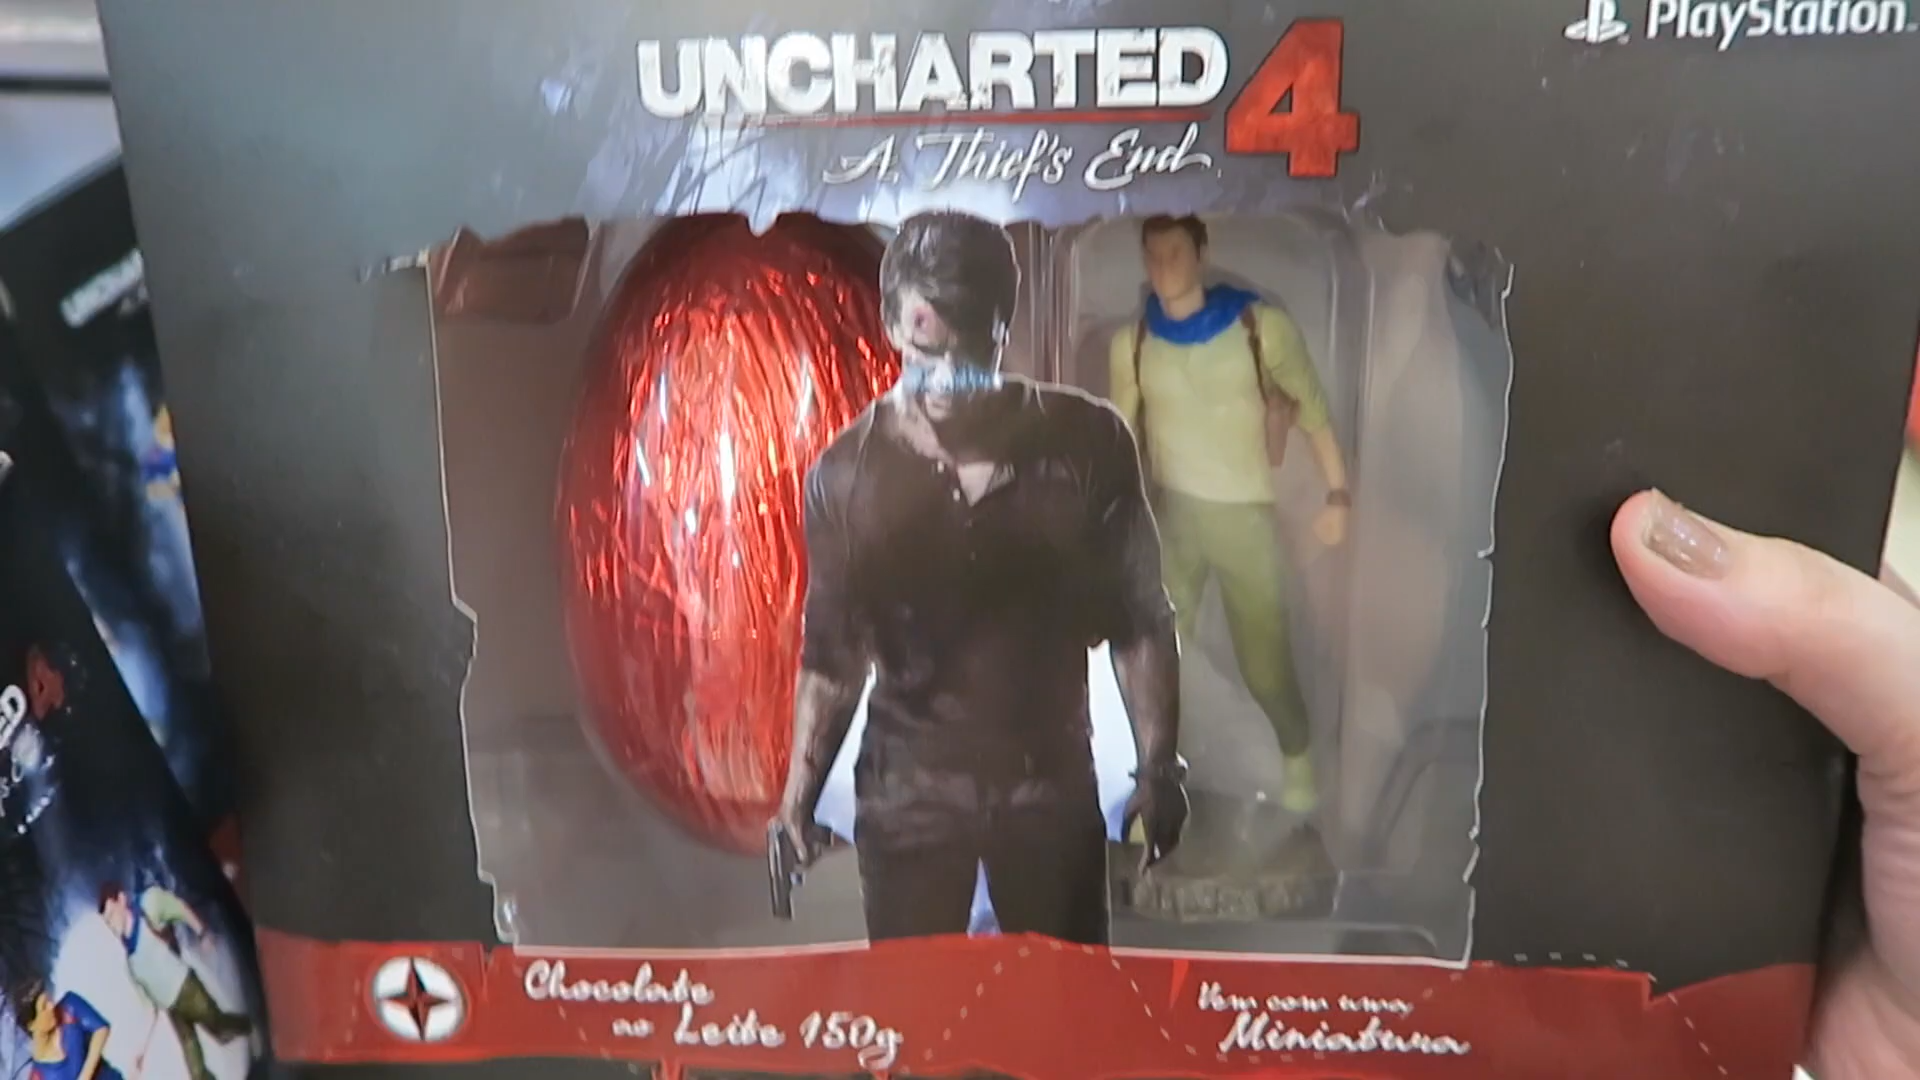 PlayStation
UNCHARTED 4
A Thief's End
Chocolate
ao Leite 150g
Vem com uma
Miniatura